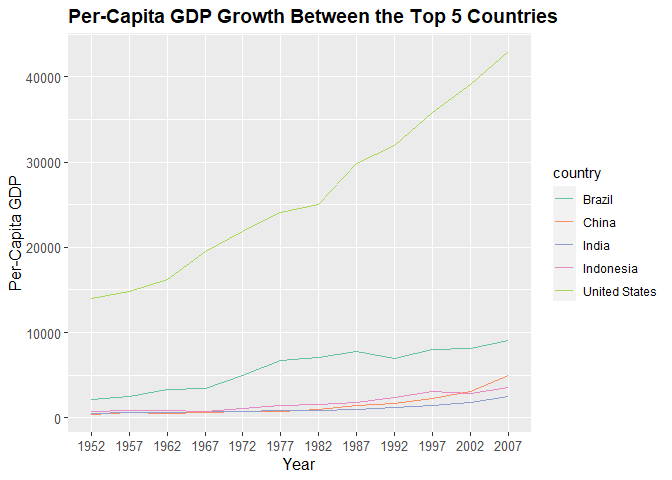 Per-Capita GDP Growth Between the Top 5 Countries
Per-Capita GDP
40000
30000
20000
10000
0
1952 1957 1962 1967 1972 1977 1982 1987 1992 1997 2002 2007
Year
country
Brazil
China
India
Indonesia
United States